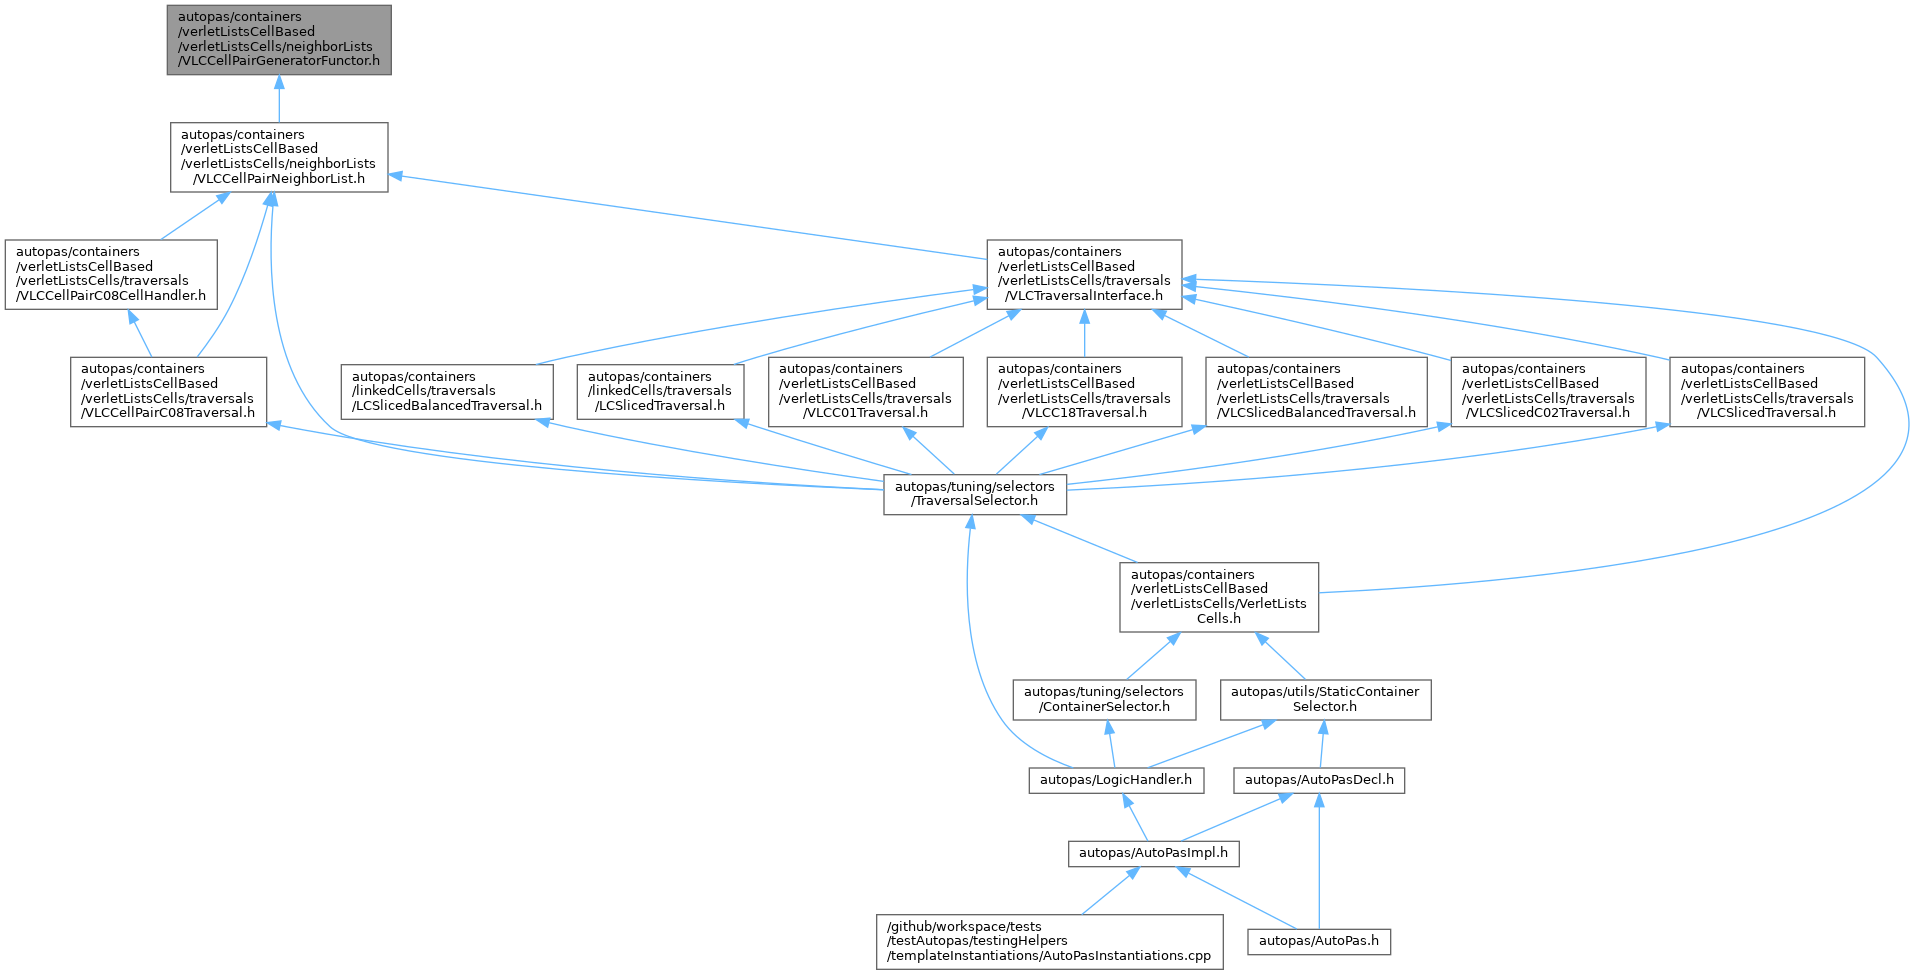 autopas/containers
/verletListsCellBased
/verletListsCells/neighborLists
/VLCCellPairGeneratorFunctor.h
autopas/containers
/verletListsCellBased
/verletListsCells/neighborLists
/VLCCellPairNeighborList.h
autopas/containers
/verletListsCellBased
/verletListsCells/traversals
/VLCCellPairC08CellHandler.h
autopas/containers
/verletListsCellBased
/verletListsCells/traversals
/VLCTraversalInterface.h
autopas/containers
/verletListsCellBased
/verletListsCells/traversals
/VLCCellPairC08Traversal.h
autopas/containers
/linkedCells/traversals
/LCSlicedBalancedTraversal.h
autopas/containers
/linkedCells/traversals
/LCSlicedTraversal.h
autopas/containers
/verletListsCellBased
/verletListsCells/traversals
/VLCC01Traversal.h
autopas/containers
/verletListsCellBased
/verletListsCells/traversals
/VLCC18Traversal.h
autopas/containers
/verletListsCellBased
/verletListsCells/traversals
/VLCSlicedBalancedTraversal.h
autopas/containers
/verletListsCellBased
/verletListsCells/traversals
/VLCSlicedC02Traversal.h
autopas/containers
/verletListsCellBased
/verletListsCells/traversals
/VLCSlicedTraversal.h
autopas/tuning/selectors
/TraversalSelector.h
autopas/containers
/verletListsCellBased
/verletListsCells/VerletLists
Cells.h
autopas/tuning/selectors
/ContainerSelector.h
autopas/utils/StaticContainer
Selector.h
autopas/LogicHandler.h
autopas/AutoPasDecl.h
autopas/AutoPasImpl.h
/github/workspace/tests
/testAutopas/testingHelpers
/templateInstantiations/AutoPasInstantiations.cpp
autopas/AutoPas.h